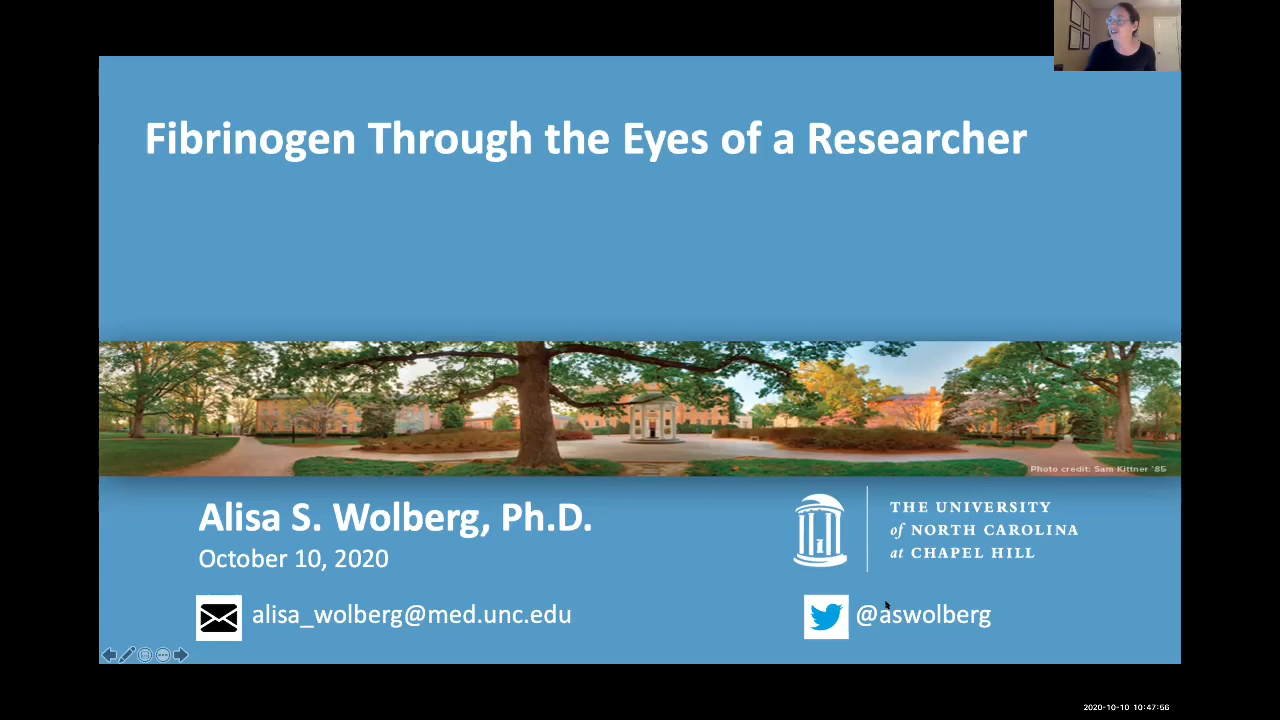 Fibrinogen Through the Eyes of a Researcher
Photo credit: Sam Kittner '85
Alisa S. Wolberg, Ph.D.
October 10, 2020
THE UNIVERSITY
of NORTH CAROLINA
at CHAPEL HILL
alisa_wolberg@med.unc.edu
@aswolberg
2020-10-10 10:47:56